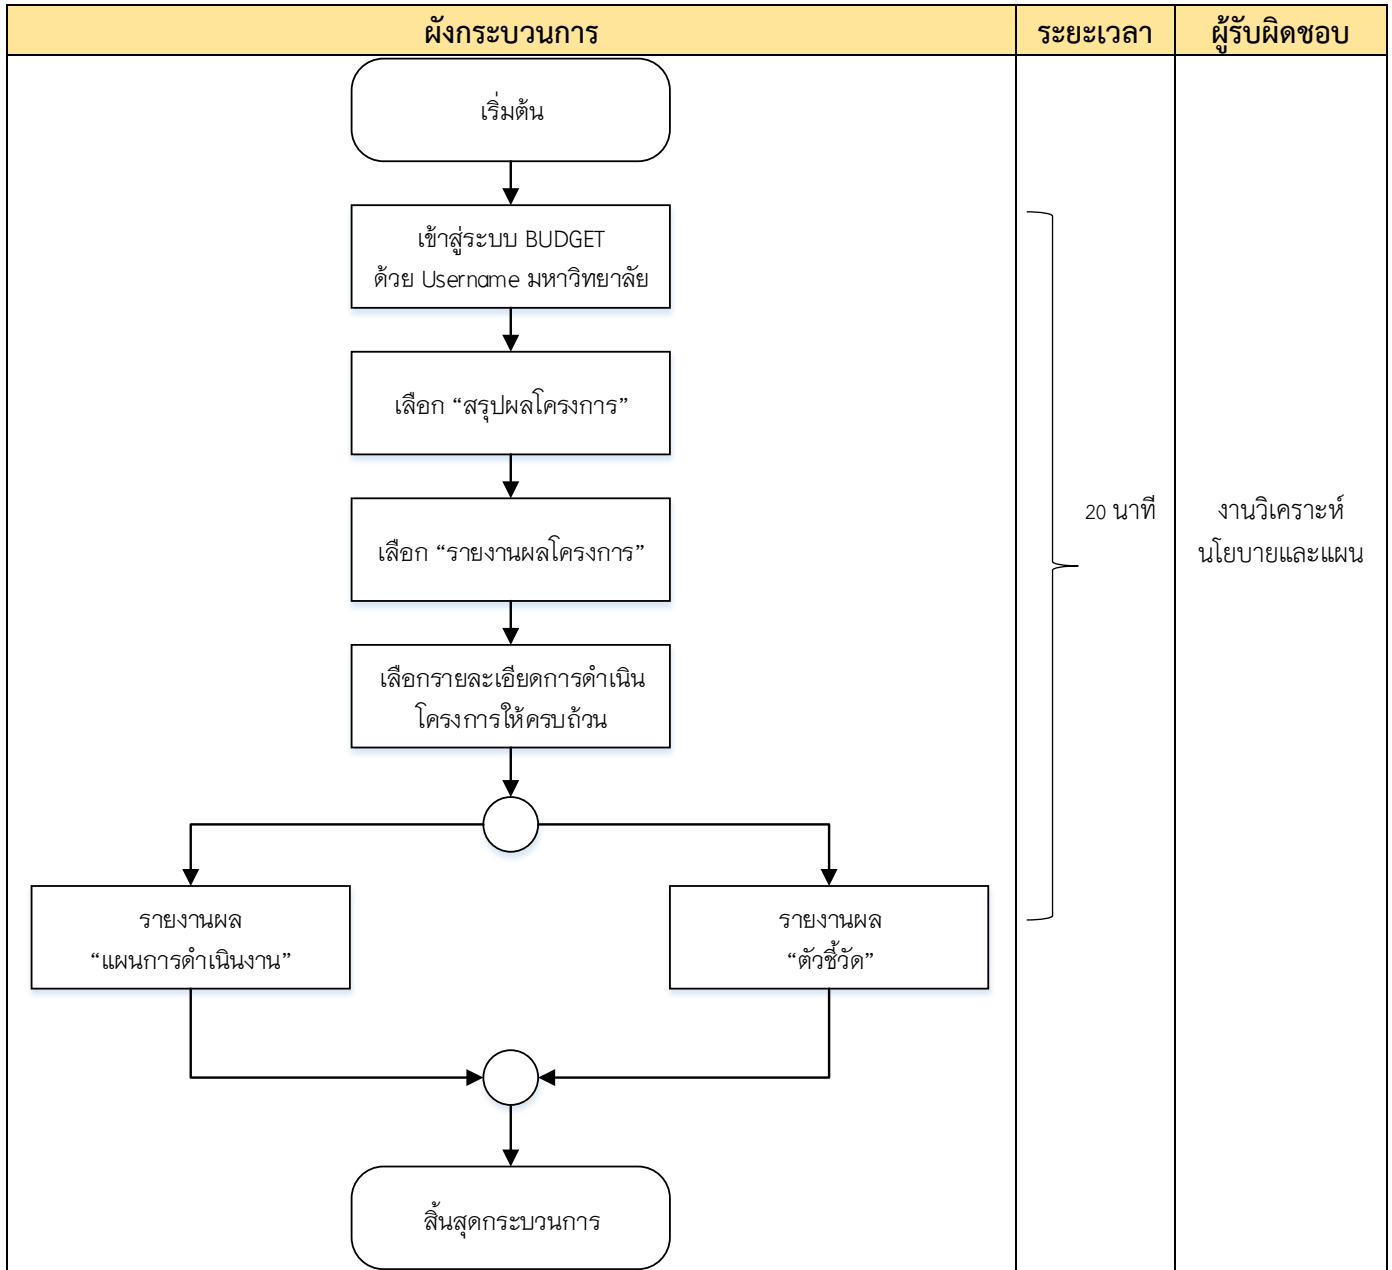 ผังกระบวนการ
ระยะเวลา
ผู้รับผิดชอบ
เริ่มต้น
เข้าสู่ระบบ BUDGET
ด้วย Username มหาวิทยาลัย
เลือก “สรุปผลโครงการ”
เลือก “รายงานผลโครงการ”
20 นาที
งานวิเคราะห์
นโยบายและแผน
เลือกรายละเอียดการดำเนิน
โครงการให้ครบถ้วน
รายงานผล
“แผนการดำเนินงาน”
รายงานผล
“ตัวชี้วัด”
สิ้นสุดกระบวนการ